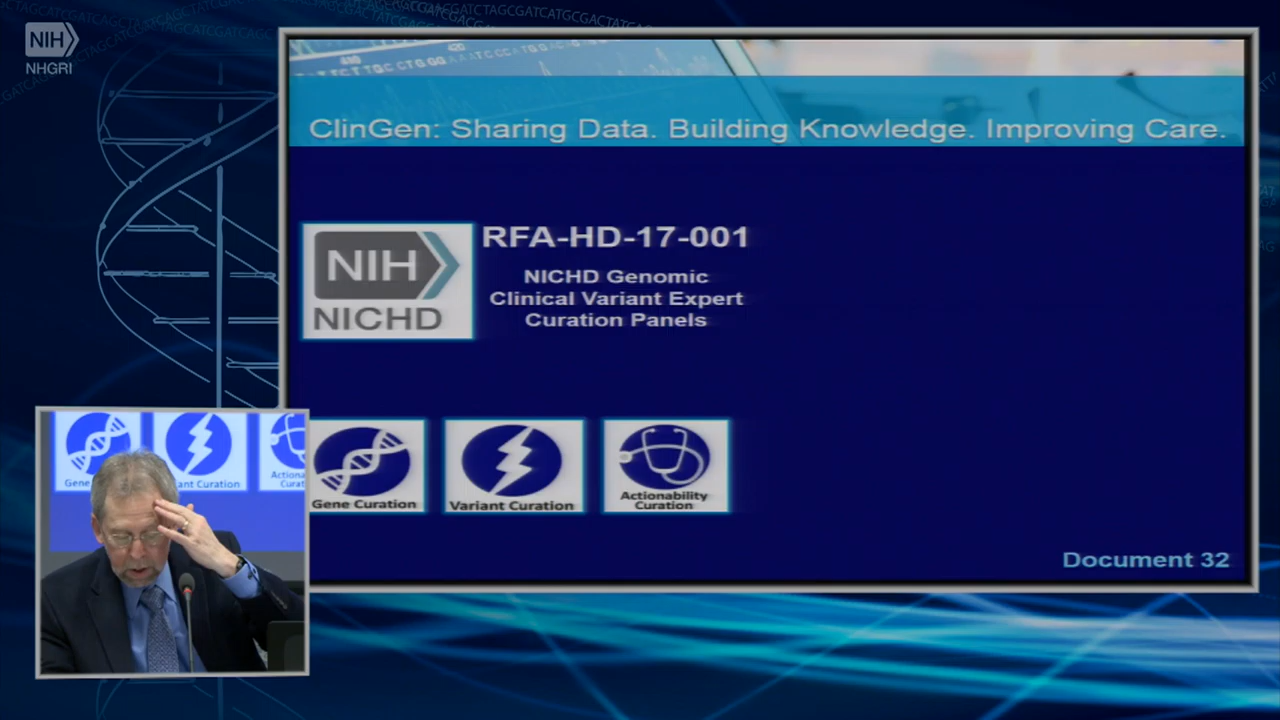 NIH
NHGRI
ClinGen: Sharing Data. Building Knowledge. Improving Care.
NIH
NICHD
RFA-HD-17-001
NICHD Genomic
Clinical Variant Expert
Curation Panels
Gene Curation
Variant Curation
Actionability
Curation
Document 32